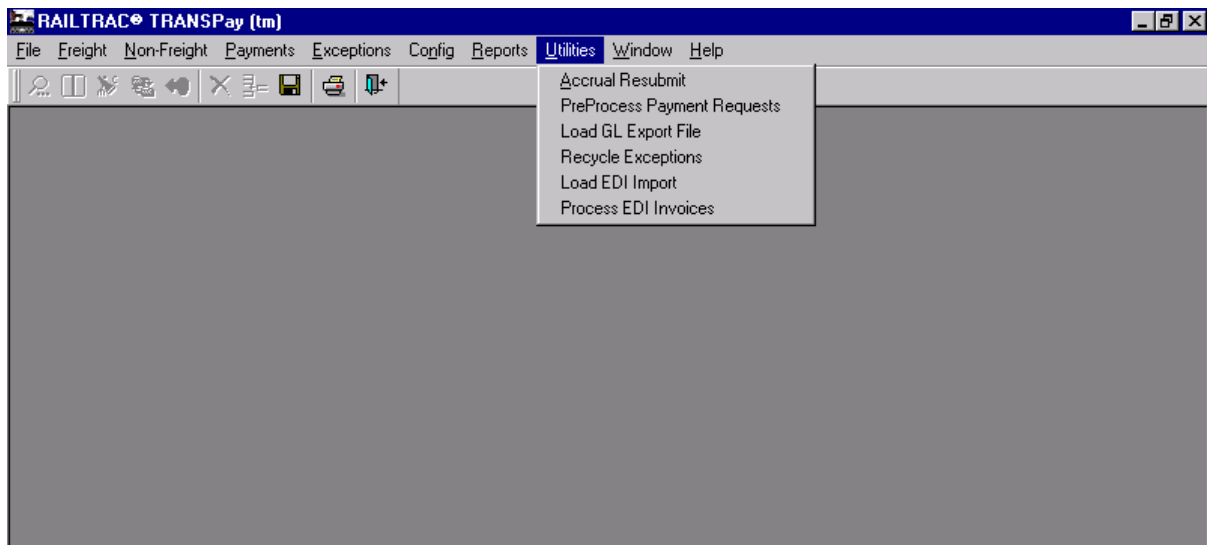 RAILTRAC® TRANSPay (tm)
File Freight Non-Freight Payments Exceptions Config Reports Utilities Window Help
Accrual Resubmit
PreProcess Payment Requests
Load GL Export File
Recycle Exceptions
Load EDI Import
Process EDI Invoices